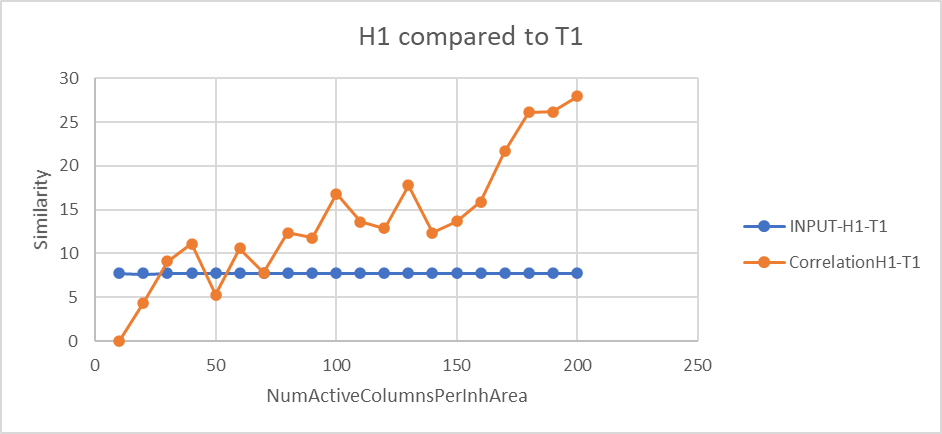 H1 compared to T1
30
25
20
15
10
5
0
Similarity
0 50 100 150 200 250
NumActiveColumnsPerInhArea
INPUT-H1-T1
CorrelationH1-T1